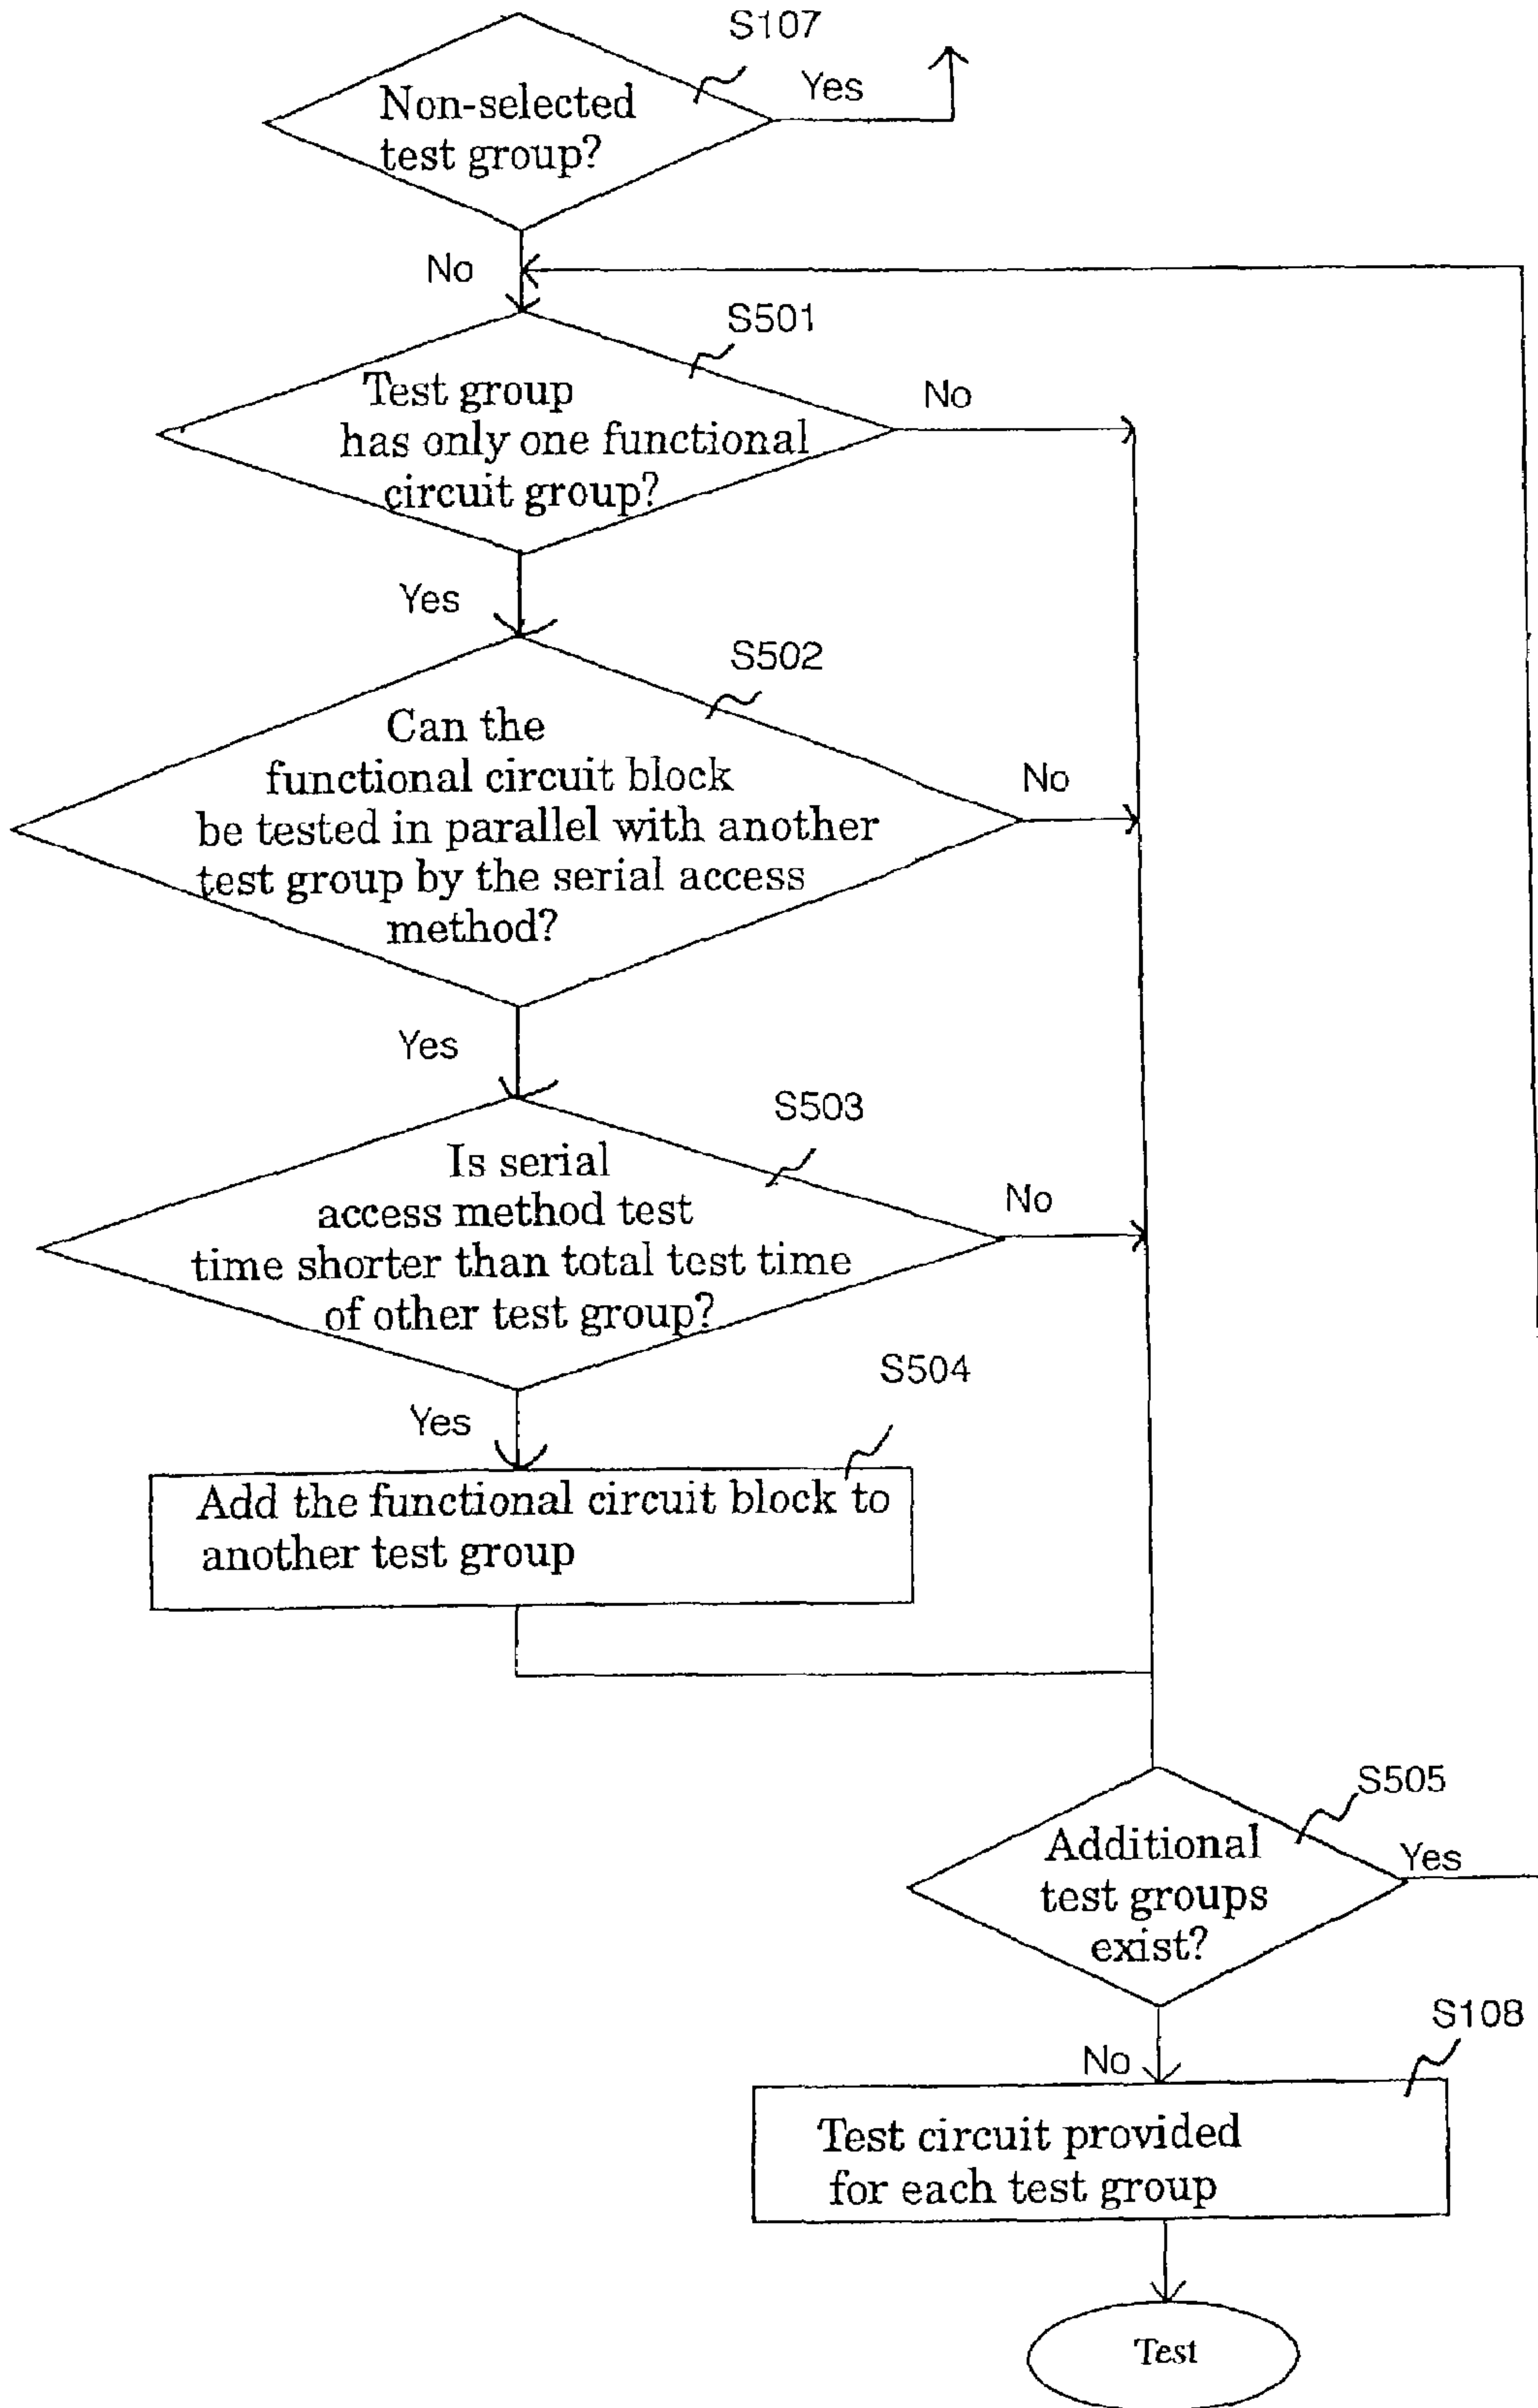 S107
Yes
Non-selected
test group?
No
S501
Test group
has only one functional
circuit group?
No
Yes
S502
Can the
functional circuit block
be tested in parallel with another
test group by the serial access
method?
No
Yes
S503
Is serial
access method test
time shorter than total test time
of other test group?
No
S504
Yes
Add the functional circuit block to
another test group
S505
Additional
test groups
exist?
Yes
S108
No
Test circuit provided
for each test group
Test